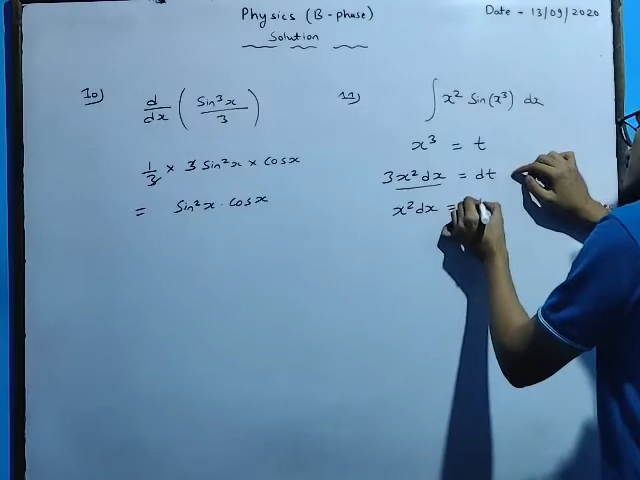 Physics (B-phase)
Date - 13/09/2020
Solution
10)
d/dx ( Sin³x / 3 )
1/3 × 3 Sin²x × Cosx
= Sin²x · Cosx
11)
∫ x² Sin(x³) dx
x³ = t
3x²dx = dt
x²dx =